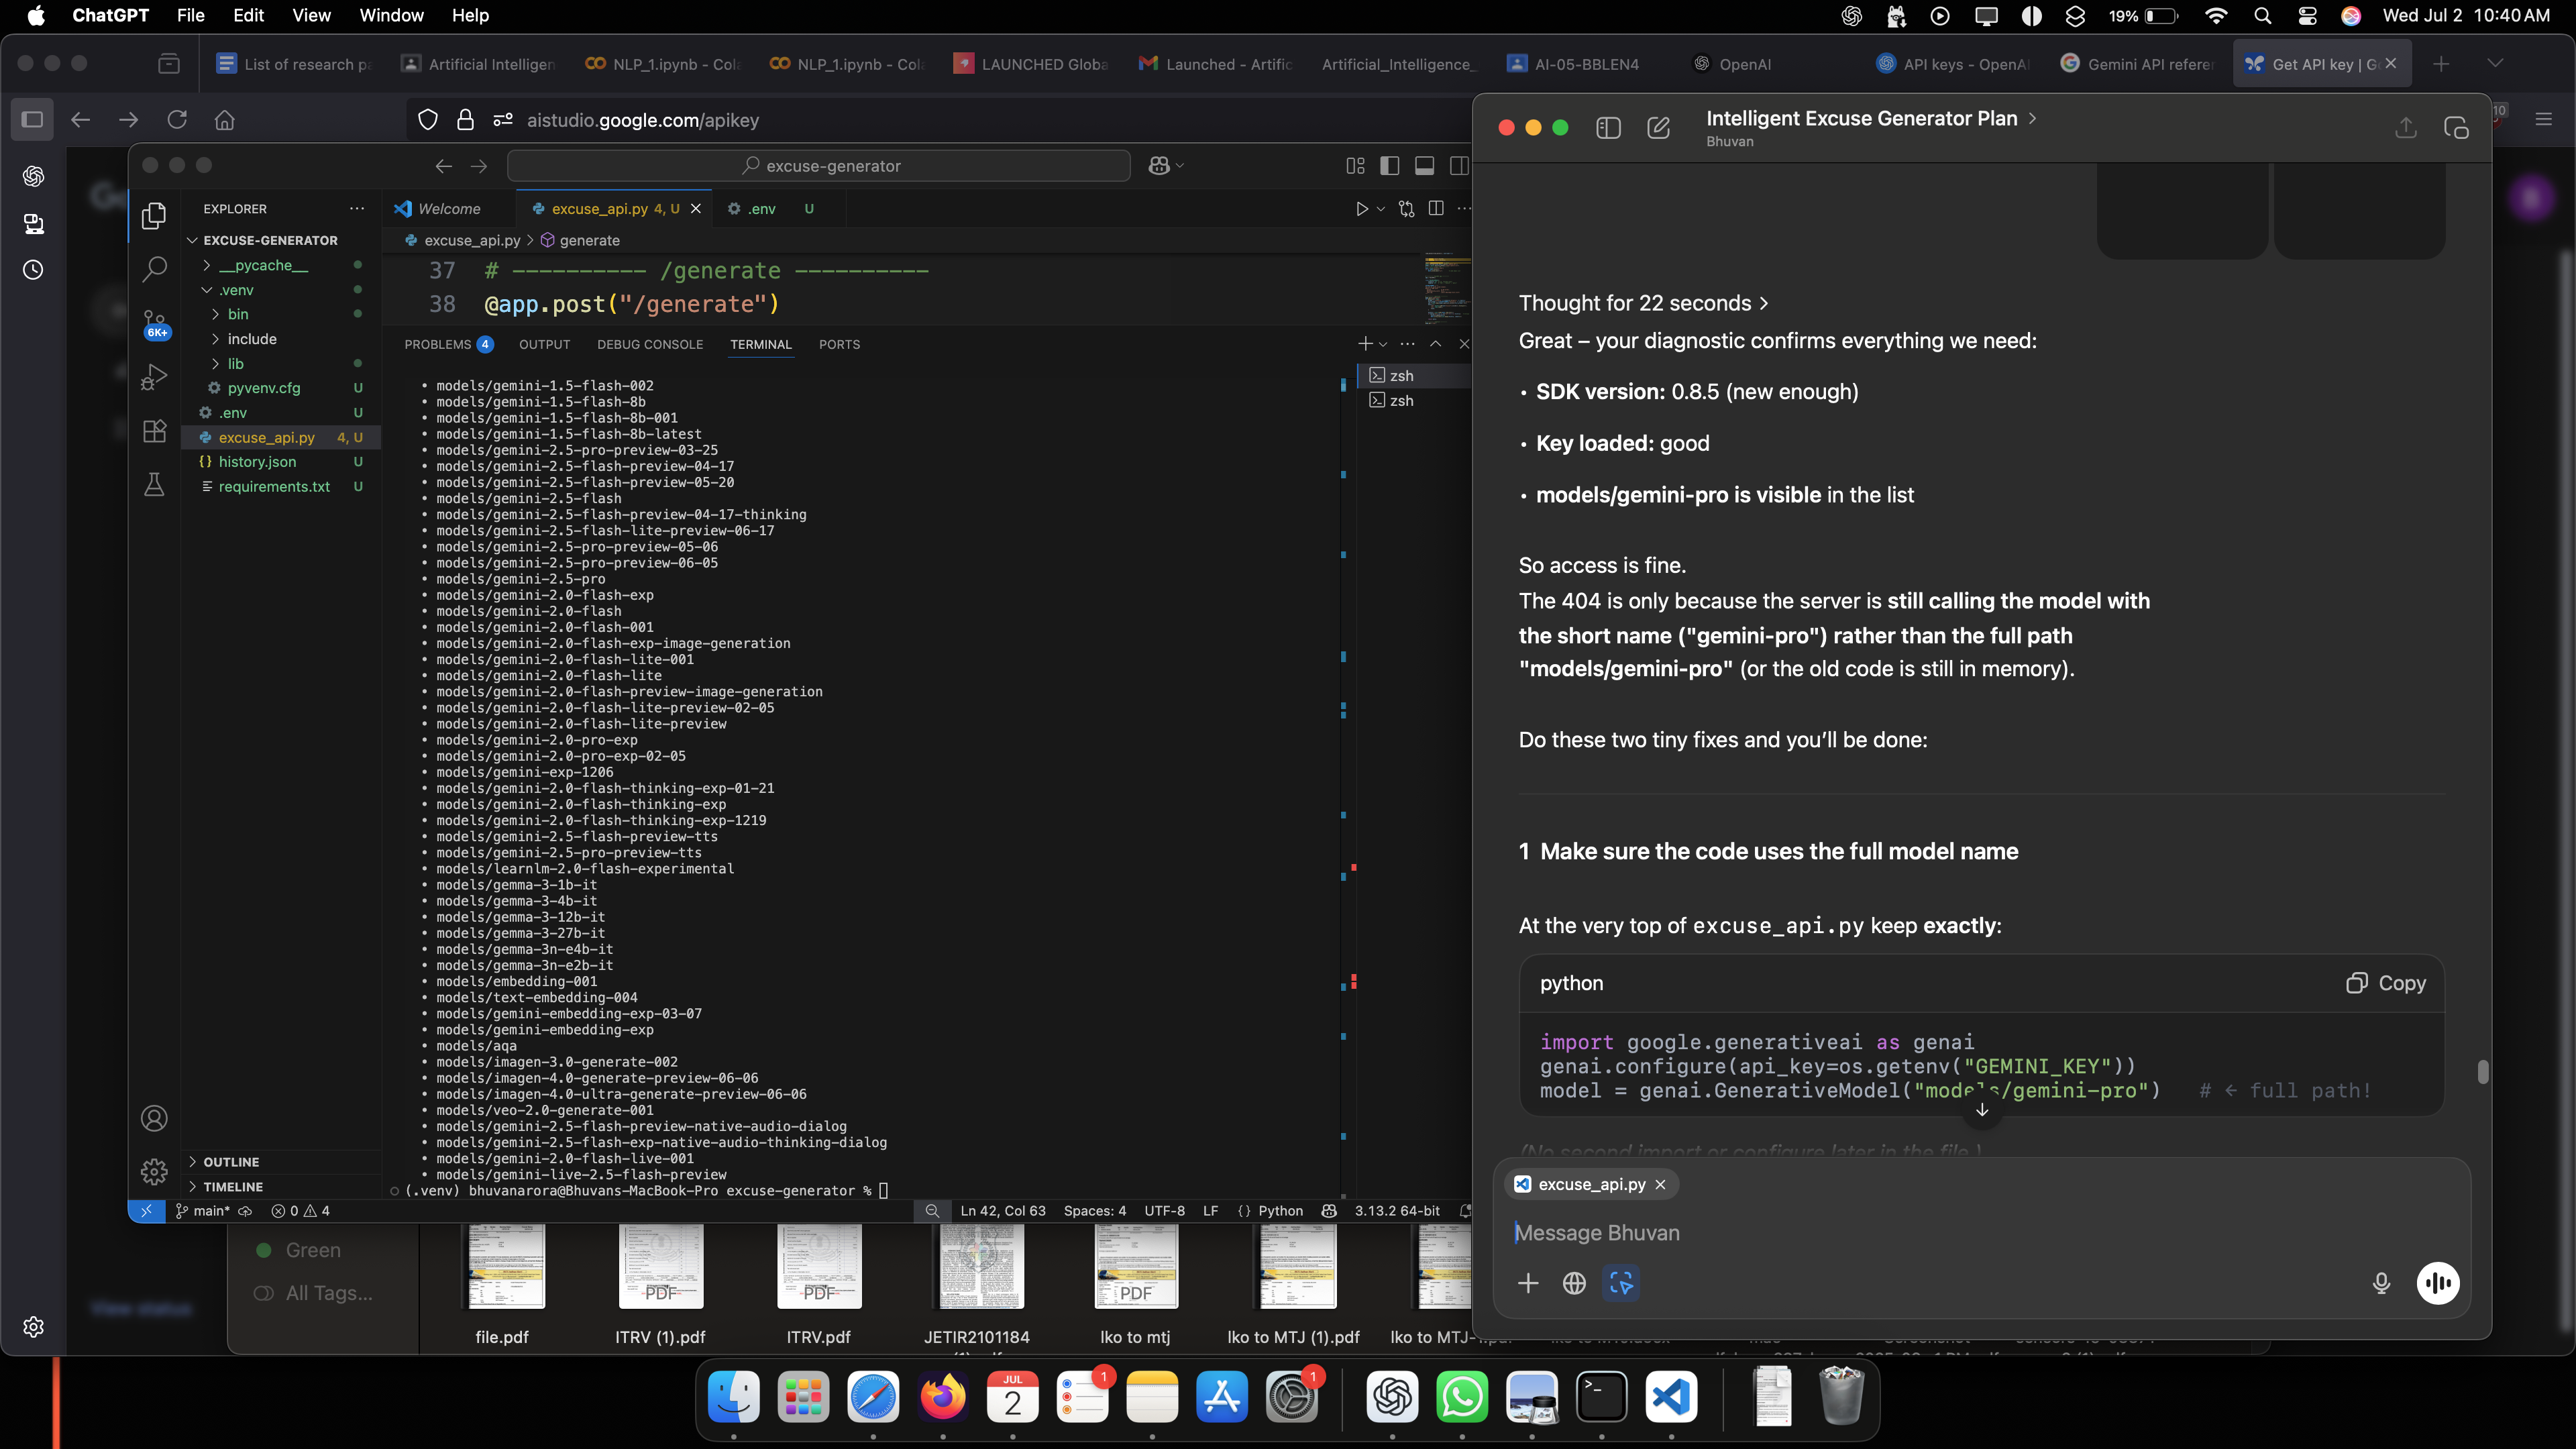 ChatGPT File Edit View Window Help
19% Wed Jul 2 10:40 AM
List of research pa
Artificial Intelligen
NLP_1.ipynb - Cola
NLP_1.ipynb - Cola
LAUNCHED Globa
Launched - Artific
Artificial_Intelligence_
AI-05-BBLEN4
OpenAI
API keys - OpenAI
Gemini API referer
Get API key | G
aistudio.google.com/apikey
10
excuse-generator
EXPLORER
EXCUSE-GENERATOR
__pycache__
.venv
bin
include
lib
pyvenv.cfg U
.env U
excuse_api.py 4, U
history.json U
requirements.txt U
6K+
OUTLINE
TIMELINE
Welcome
excuse_api.py 4, U
.env U
excuse_api.py > generate
37 # ---------- /generate ----------
38 @app.post("/generate")
PROBLEMS 4 OUTPUT DEBUG CONSOLE TERMINAL PORTS
zsh
zsh
• models/gemini-1.5-flash-002
• models/gemini-1.5-flash-8b
• models/gemini-1.5-flash-8b-001
• models/gemini-1.5-flash-8b-latest
• models/gemini-2.5-pro-preview-03-25
• models/gemini-2.5-flash-preview-04-17
• models/gemini-2.5-flash-preview-05-20
• models/gemini-2.5-flash
• models/gemini-2.5-flash-preview-04-17-thinking
• models/gemini-2.5-flash-lite-preview-06-17
• models/gemini-2.5-pro-preview-05-06
• models/gemini-2.5-pro-preview-06-05
• models/gemini-2.5-pro
• models/gemini-2.0-flash-exp
• models/gemini-2.0-flash
• models/gemini-2.0-flash-001
• models/gemini-2.0-flash-exp-image-generation
• models/gemini-2.0-flash-lite-001
• models/gemini-2.0-flash-lite
• models/gemini-2.0-flash-preview-image-generation
• models/gemini-2.0-flash-lite-preview-02-05
• models/gemini-2.0-flash-lite-preview
• models/gemini-2.0-pro-exp
• models/gemini-2.0-pro-exp-02-05
• models/gemini-exp-1206
• models/gemini-2.0-flash-thinking-exp-01-21
• models/gemini-2.0-flash-thinking-exp
• models/gemini-2.0-flash-thinking-exp-1219
• models/gemini-2.5-flash-preview-tts
• models/gemini-2.5-pro-preview-tts
• models/learnlm-2.0-flash-experimental
• models/gemma-3-1b-it
• models/gemma-3-4b-it
• models/gemma-3-12b-it
• models/gemma-3-27b-it
• models/gemma-3n-e4b-it
• models/gemma-3n-e2b-it
• models/embedding-001
• models/text-embedding-004
• models/gemini-embedding-exp-03-07
• models/gemini-embedding-exp
• models/aqa
• models/imagen-3.0-generate-002
• models/imagen-4.0-generate-preview-06-06
• models/imagen-4.0-ultra-generate-preview-06-06
• models/veo-2.0-generate-001
• models/gemini-2.5-flash-preview-native-audio-dialog
• models/gemini-2.5-flash-exp-native-audio-thinking-dialog
• models/gemini-2.0-flash-live-001
• models/gemini-live-2.5-flash-preview
(.venv) bhuvanarora@Bhuvans-MacBook-Pro excuse-generator %
main* 0 4
Ln 42, Col 63 Spaces: 4 UTF-8 LF {} Python 3.13.2 64-bit
Intelligent Excuse Generator Plan >
Bhuvan
Thought for 22 seconds >
Great – your diagnostic confirms everything we need:
• SDK version: 0.8.5 (new enough)
• Key loaded: good
• models/gemini-pro is visible in the list
So access is fine.
The 404 is only because the server is still calling the model with
the short name ("gemini-pro") rather than the full path
"models/gemini-pro" (or the old code is still in memory).
Do these two tiny fixes and you'll be done:
1 Make sure the code uses the full model name
At the very top of excuse_api.py keep exactly:
python Copy
import google.generativeai as genai
genai.configure(api_key=os.getenv("GEMINI_KEY"))
model = genai.GenerativeModel("models/gemini-pro") # ← full path!
(No second import or configure later in the file.)
excuse_api.py
Message Bhuvan
View status
Green
All Tags...
PDF
PDF
PDF
file.pdf
ITRV (1).pdf
ITRV.pdf
JETIR2101184
lko to mtj
lko to MTJ (1).pdf
JUL
2
1
1